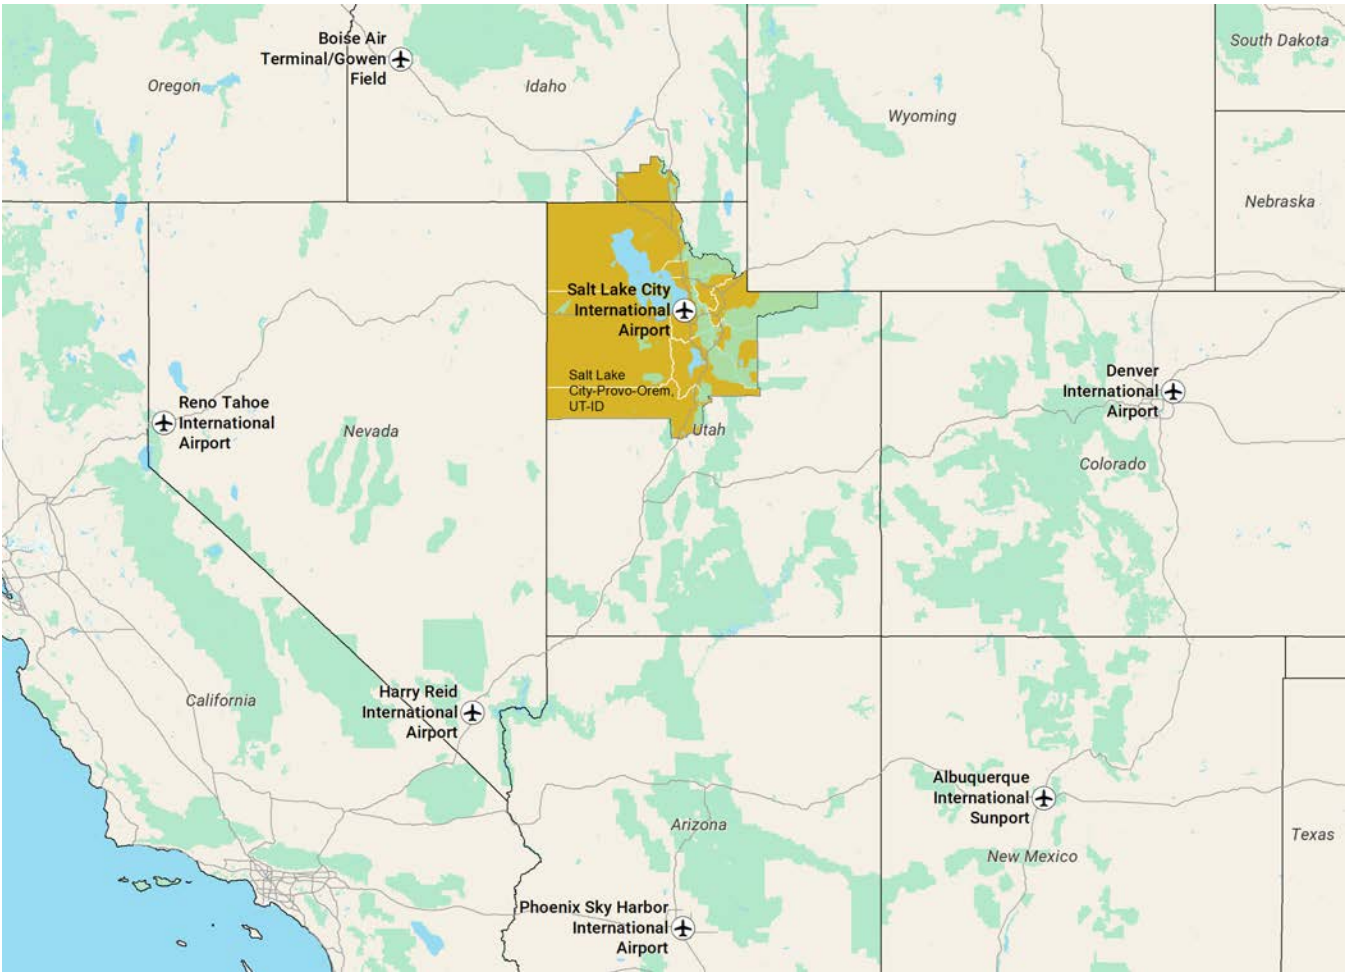 Boise Air
Terminal/Gowen
Field
Oregon
Idaho
Wyoming
South Dakota
Nebraska
Salt Lake City
International
Airport
Salt Lake
City-Provo-Orem,
UT-ID
Utah
Reno Tahoe
International
Airport
Nevada
Denver
International
Airport
Colorado
California
Harry Reid
International
Airport
Albuquerque
International
Sunport
Arizona
New Mexico
Texas
Phoenix Sky Harbor
International
Airport